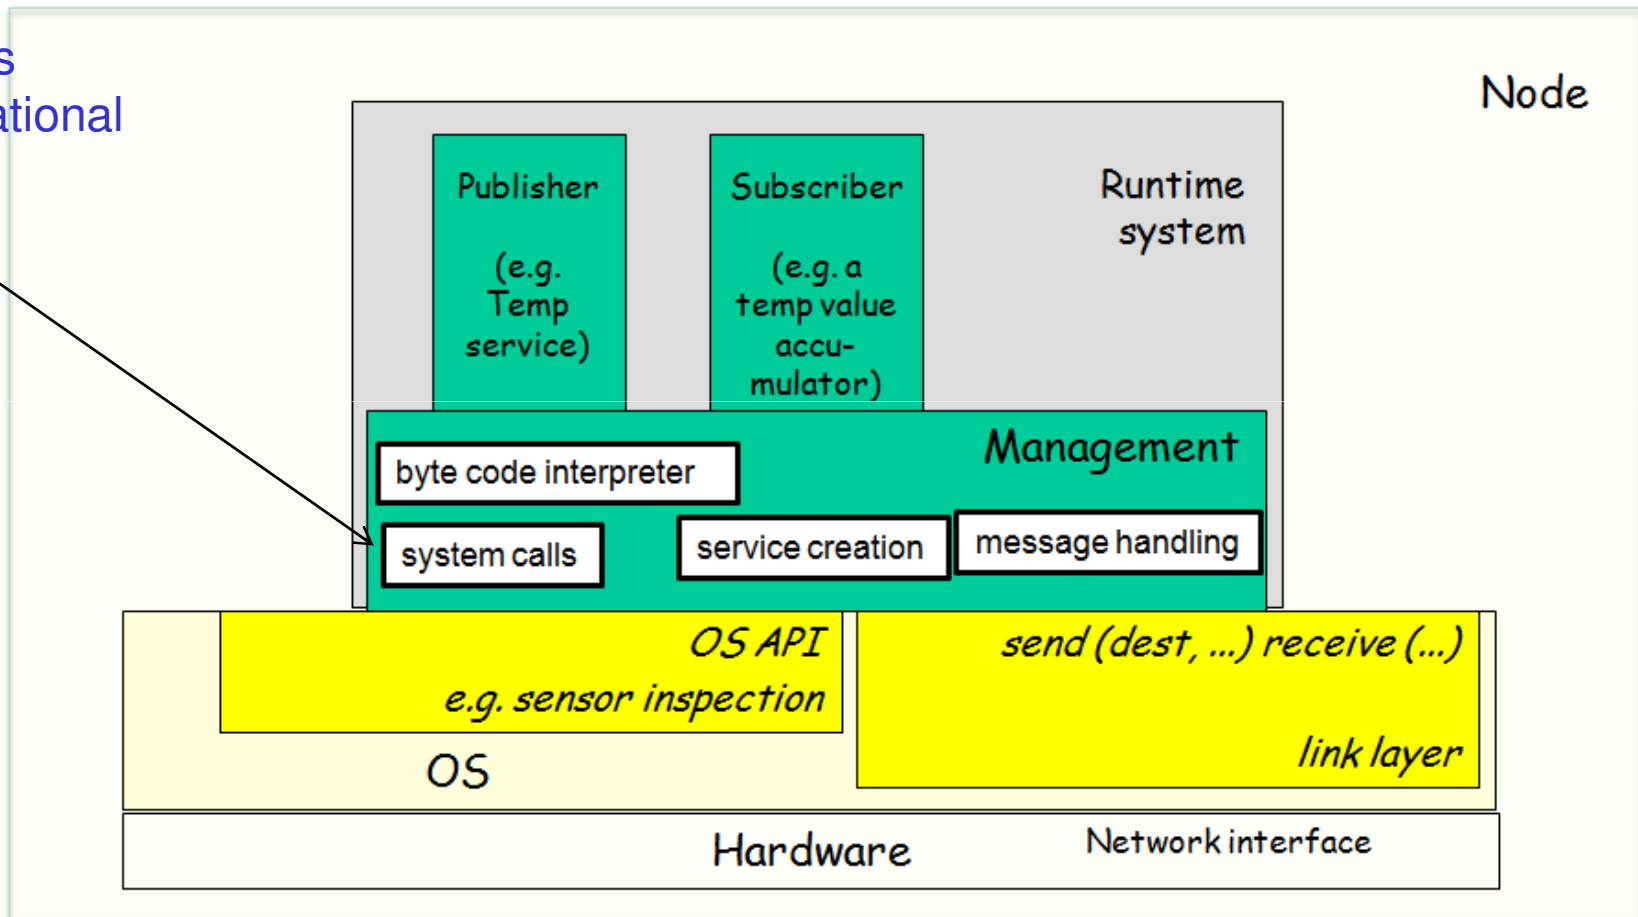 Node
Runtime
system
Publisher
(e.g.
Temp
service)
Subscriber
(e.g. a
temp value
accu-
mulator)
Management
byte code interpreter
system calls
service creation
message handling
OS API
e.g. sensor inspection
send (dest, ...) receive (...)
link layer
OS
Hardware
Network interface